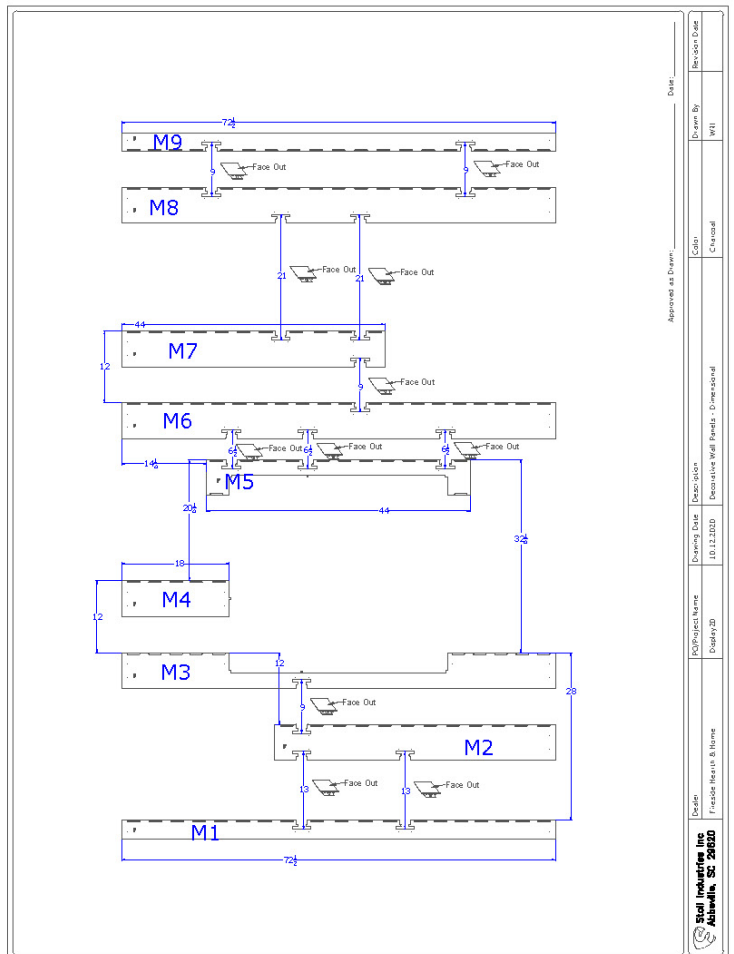 72½
M9
Face Out
Face Out
9
9
M8
Face Out
Face Out
21
21
44
M7
12
Face Out
9
M6
6½
Face Out
6½
Face Out
6½
Face Out
14½
M5
20½
44
32½
18
M4
12
M3
12
28
9
Face Out
M2
13
Face Out
13
Face Out
M1
72½
Approved as Drawn: Date:
Revision Date
Drawn By
Will
Color
Charcoal
Description
Decorative Wall Panels - Dimensional
Drawing Date
10.12.2020
PO/Project Name
Display 20
Dealer
Fireside Hearth & Home
Stoll Industries Inc
Abbeville, SC 29620